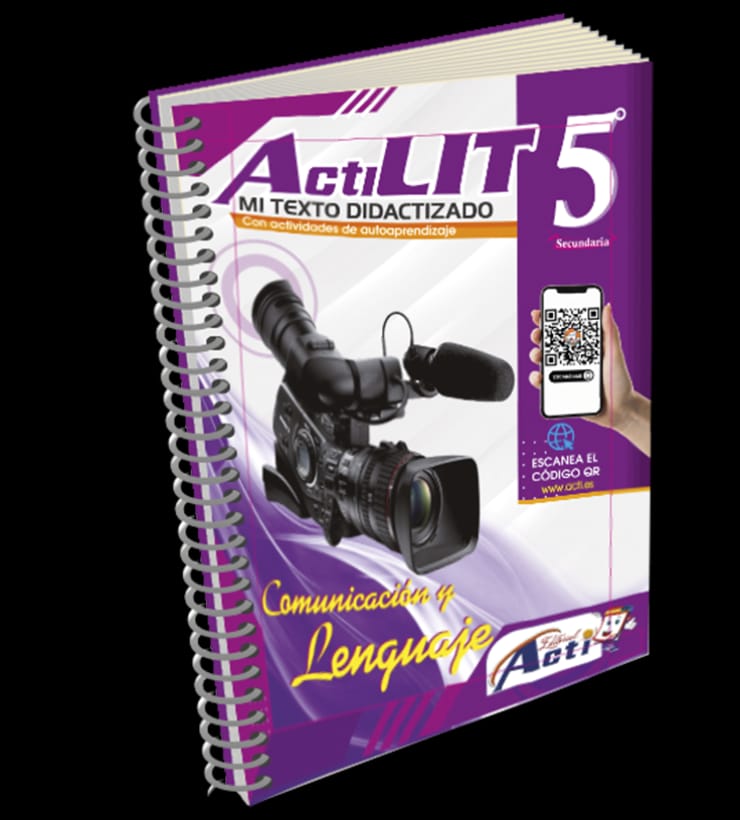 ActiLIT
5°
MI TEXTO DIDACTIZADO
Con actividades de autoaprendizaje
Secundaria
ESCANEA EL
CÓDIGO QR
www.acti.es
Comunicación y
Lenguaje
Editorial
Acti